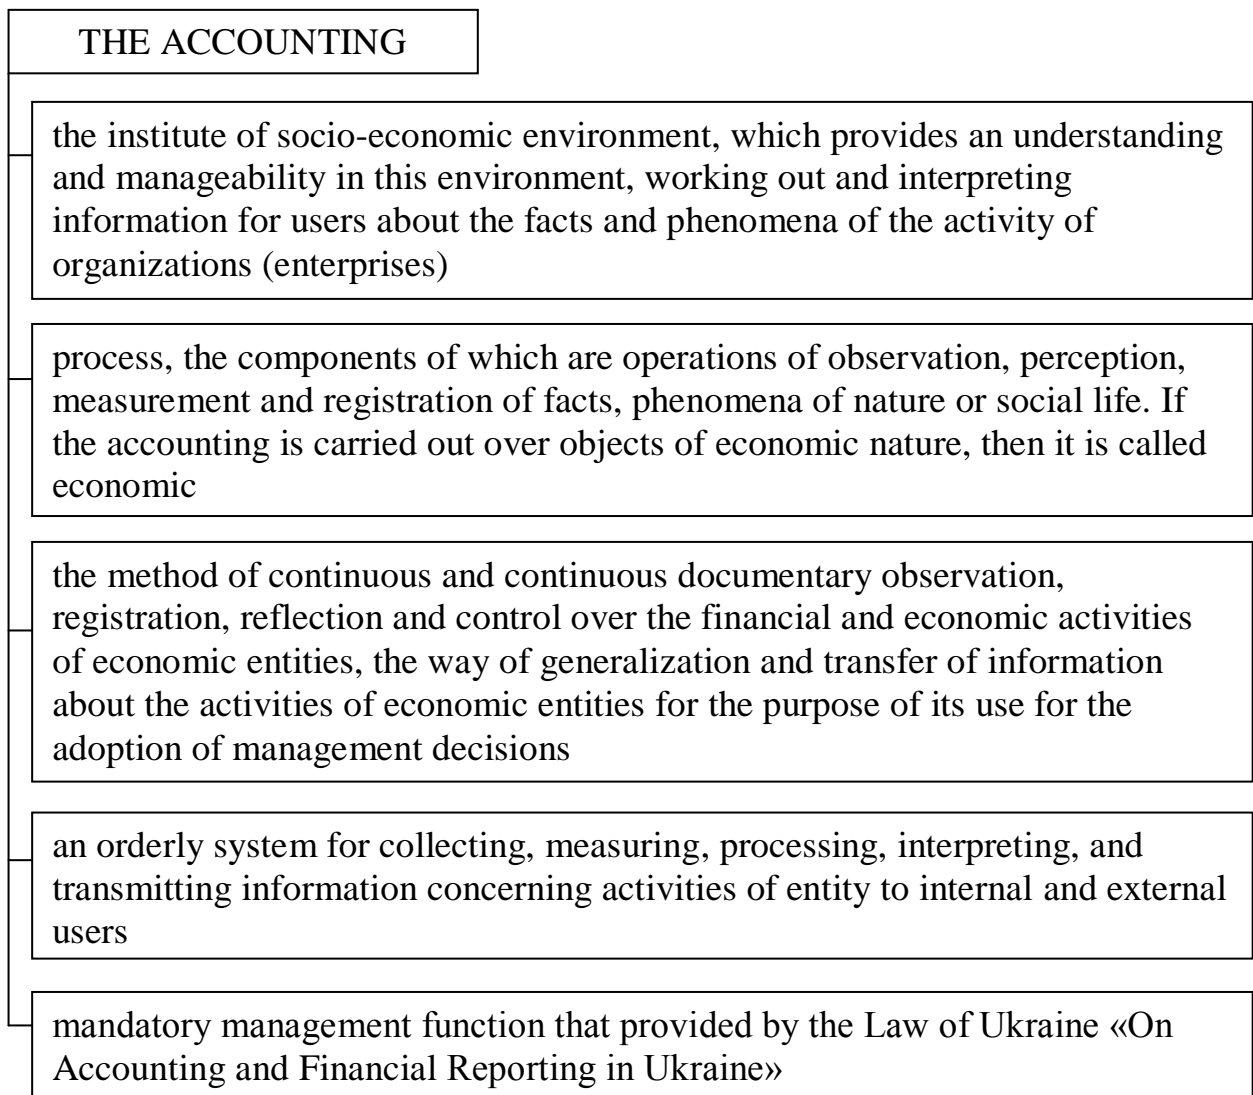 THE ACCOUNTING
the institute of socio-economic environment, which provides an understanding
and manageability in this environment, working out and interpreting
information for users about the facts and phenomena of the activity of
organizations (enterprises)
process, the components of which are operations of observation, perception,
measurement and registration of facts, phenomena of nature or social life. If
the accounting is carried out over objects of economic nature, then it is called
economic
the method of continuous and continuous documentary observation,
registration, reflection and control over the financial and economic activities
of economic entities, the way of generalization and transfer of information
about the activities of economic entities for the purpose of its use for the
adoption of management decisions
an orderly system for collecting, measuring, processing, interpreting, and
transmitting information concerning activities of entity to internal and external
users
mandatory management function that provided by the Law of Ukraine «On
Accounting and Financial Reporting in Ukraine»